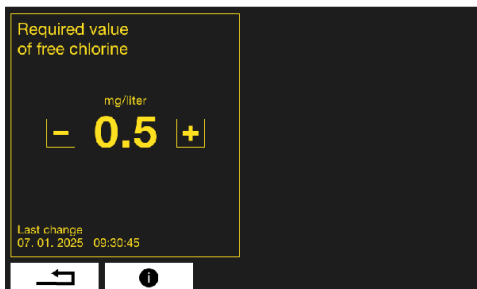 Required value
of free chlorine
mg/liter
− 0.5 +
Last change
07. 01. 2025 09:30:45
i